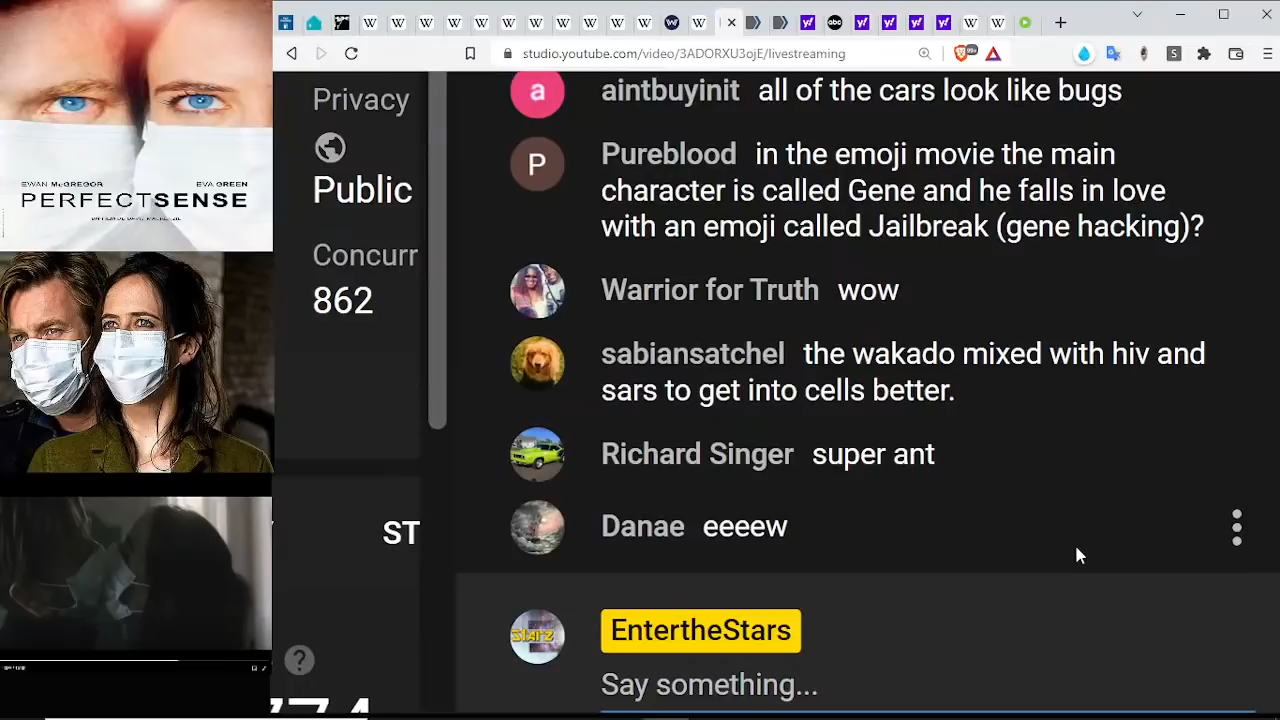 studio.youtube.com/video/3ADORXU3ojE/livestreaming
EWAN McGREGOR EVA GREEN
PERFECTSENSE
Privacy
Public
Concurr
862
ST
a aintbuyinit all of the cars look like bugs
P Pureblood in the emoji movie the main
character is called Gene and he falls in love
with an emoji called Jailbreak (gene hacking)?
Warrior for Truth wow
sabiansatchel the wakado mixed with hiv and
sars to get into cells better.
Richard Singer super ant
Danae eeeew
Starz
EntertheStars
Say something...